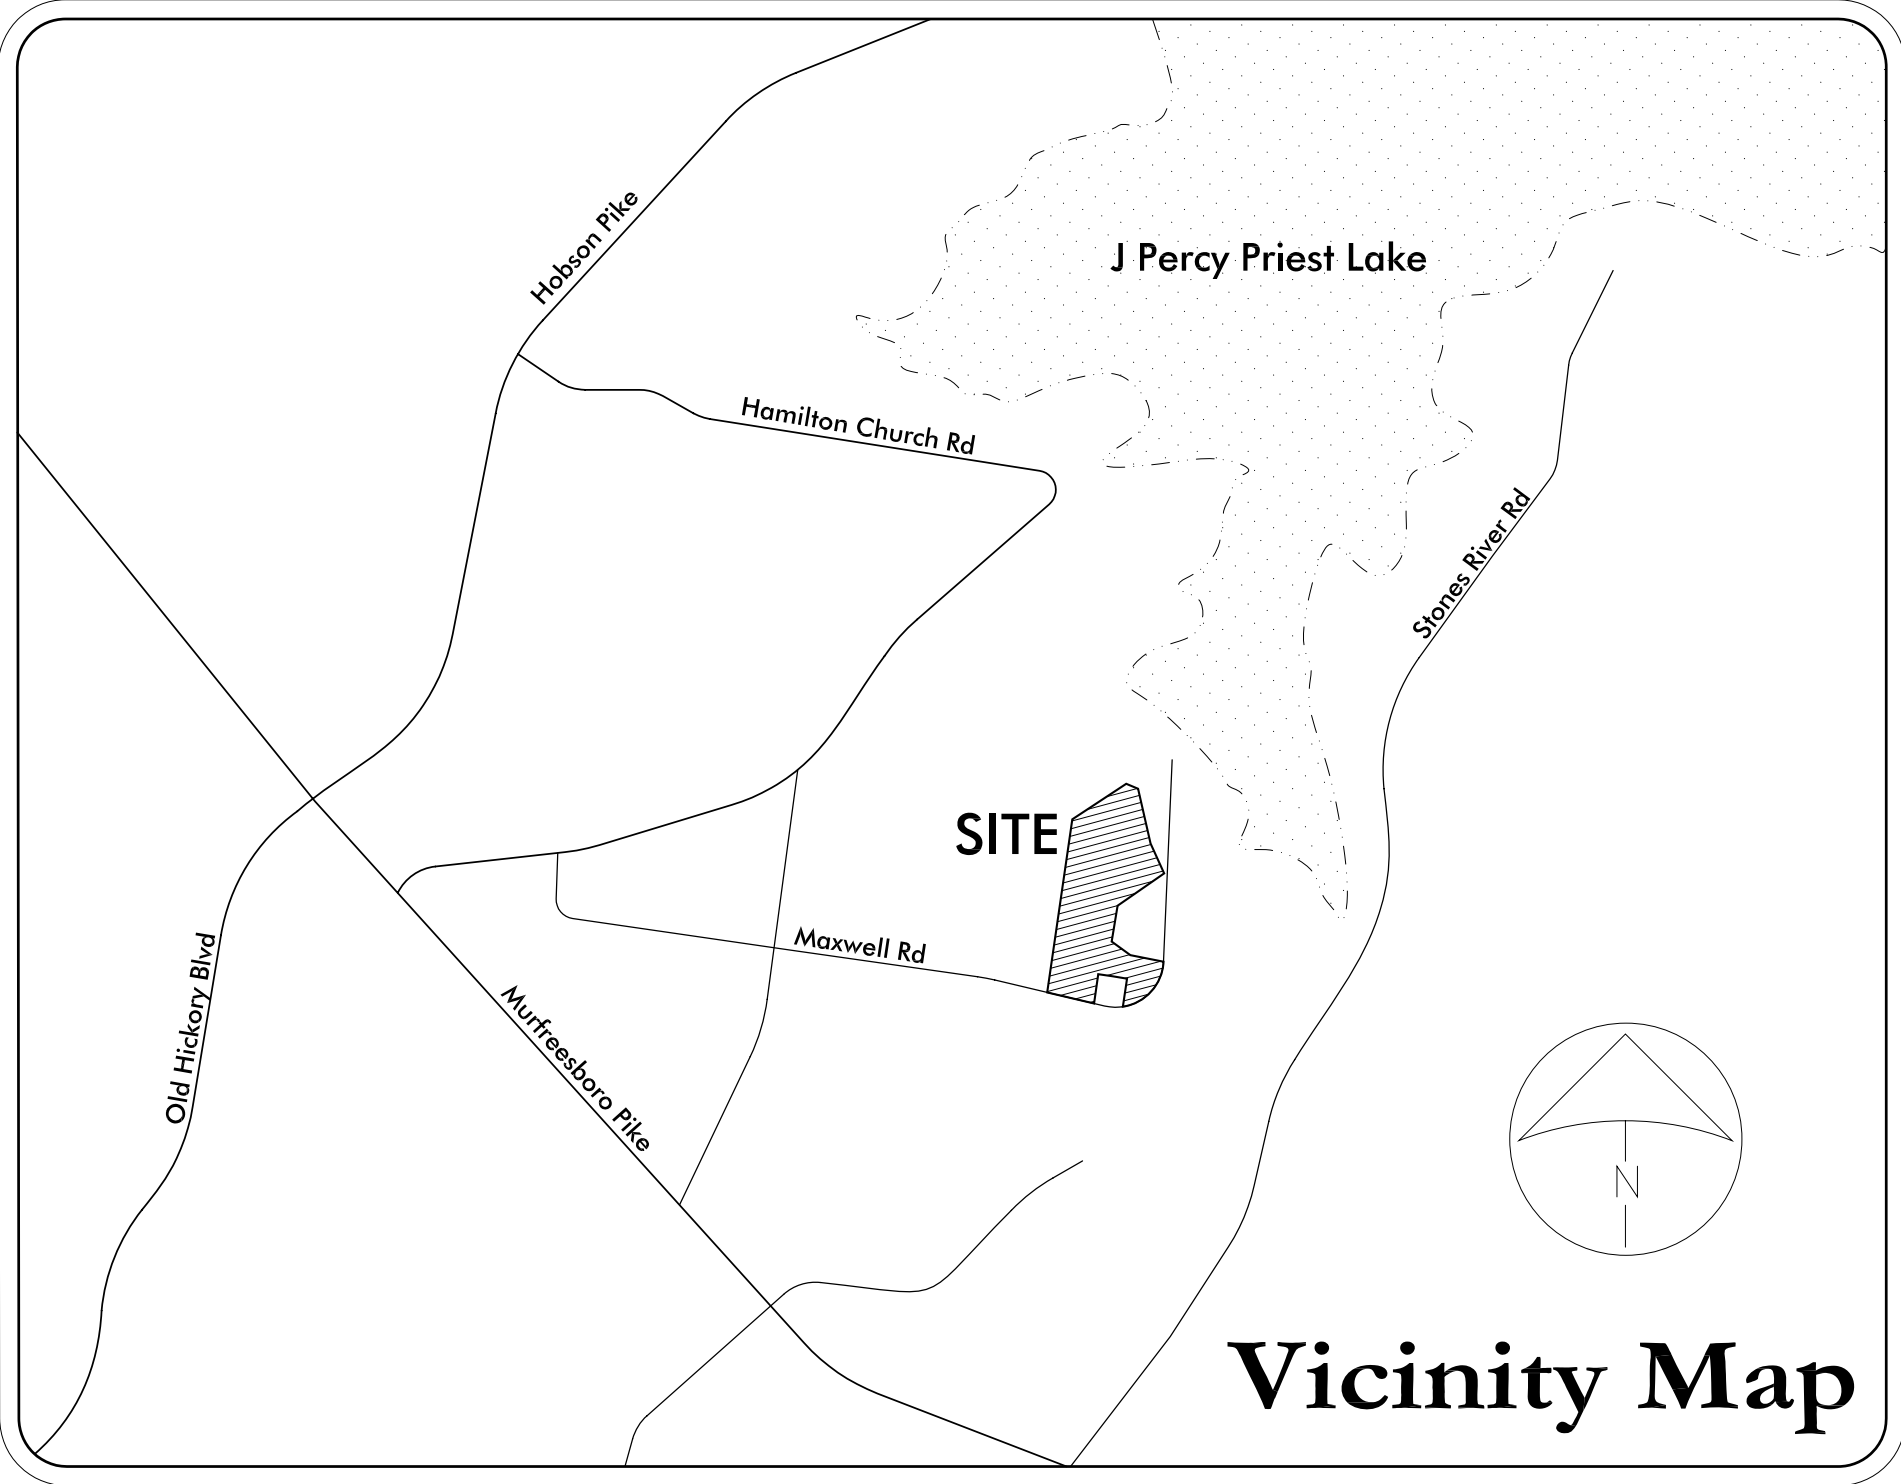 Hobson Pike
J Percy Priest Lake
Hamilton Church Rd
Stones River Rd
SITE
Maxwell Rd
Old Hickory Blvd
Murfreesboro Pike
N
Vicinity Map